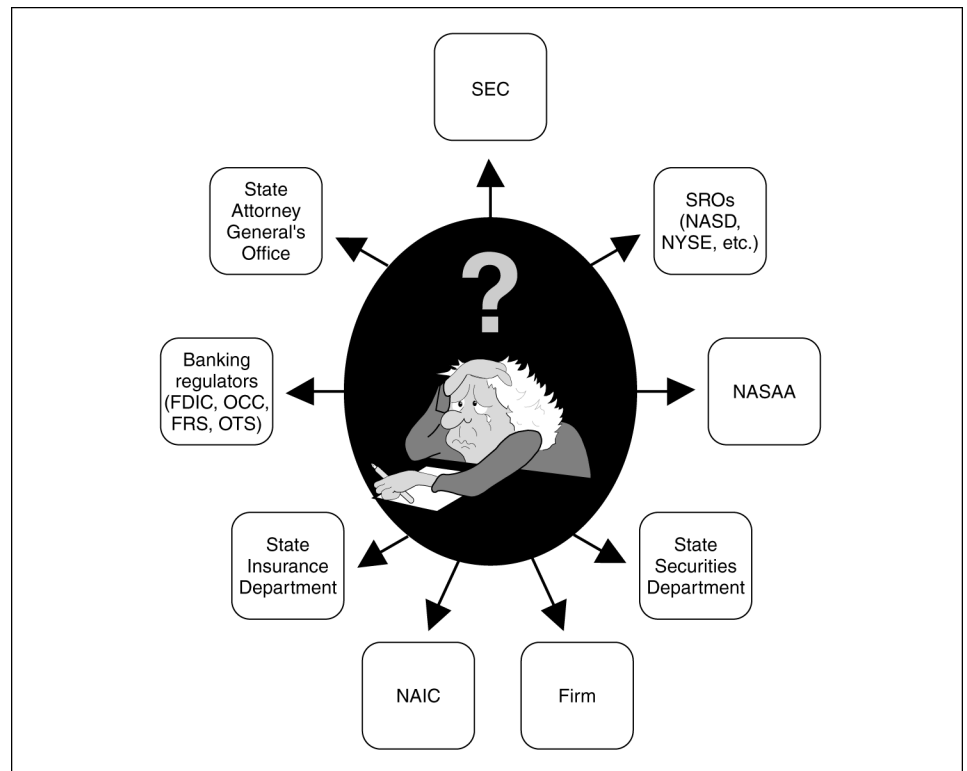 SEC
State
Attorney
General's
Office
SROs
(NASD,
NYSE, etc.)
?
Banking
regulators
(FDIC, OCC,
FRS, OTS)
NASAA
State
Insurance
Department
State
Securities
Department
NAIC
Firm